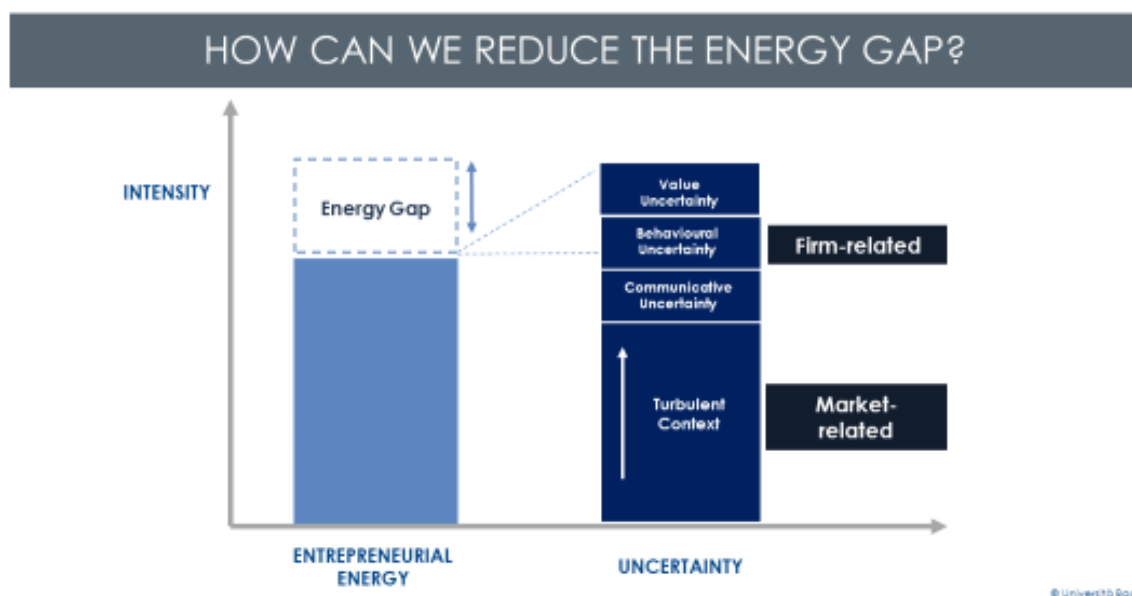 HOW CAN WE REDUCE THE ENERGY GAP?
INTENSITY
Energy Gap
Value
Uncertainty
Behavioural
Uncertainty
Firm-related
Communicative
Uncertainty
Turbulent
Context
Market-
related
ENTREPRENEURIAL
ENERGY
UNCERTAINTY
© Università